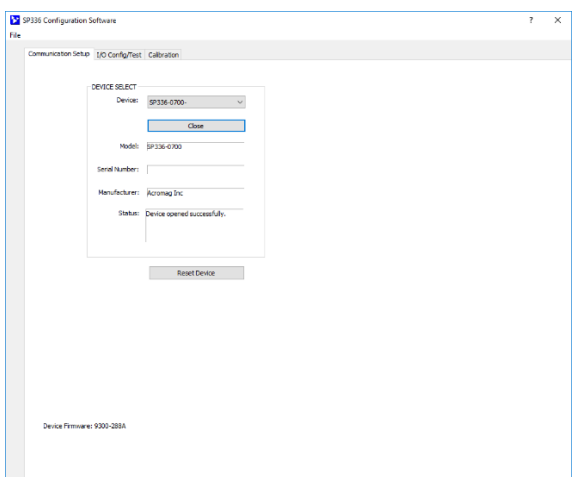 SP336 Configuration Software
? ×
File
Communication Setup I/O Config/Test Calibration
DEVICE SELECT
Device: SP336-0700-
Close
Model: SP336-0700
Serial Number:
Manufacturer: Acromag Inc
Status: Device opened successfully.
Reset Device
Device Firmware: 9300-288A